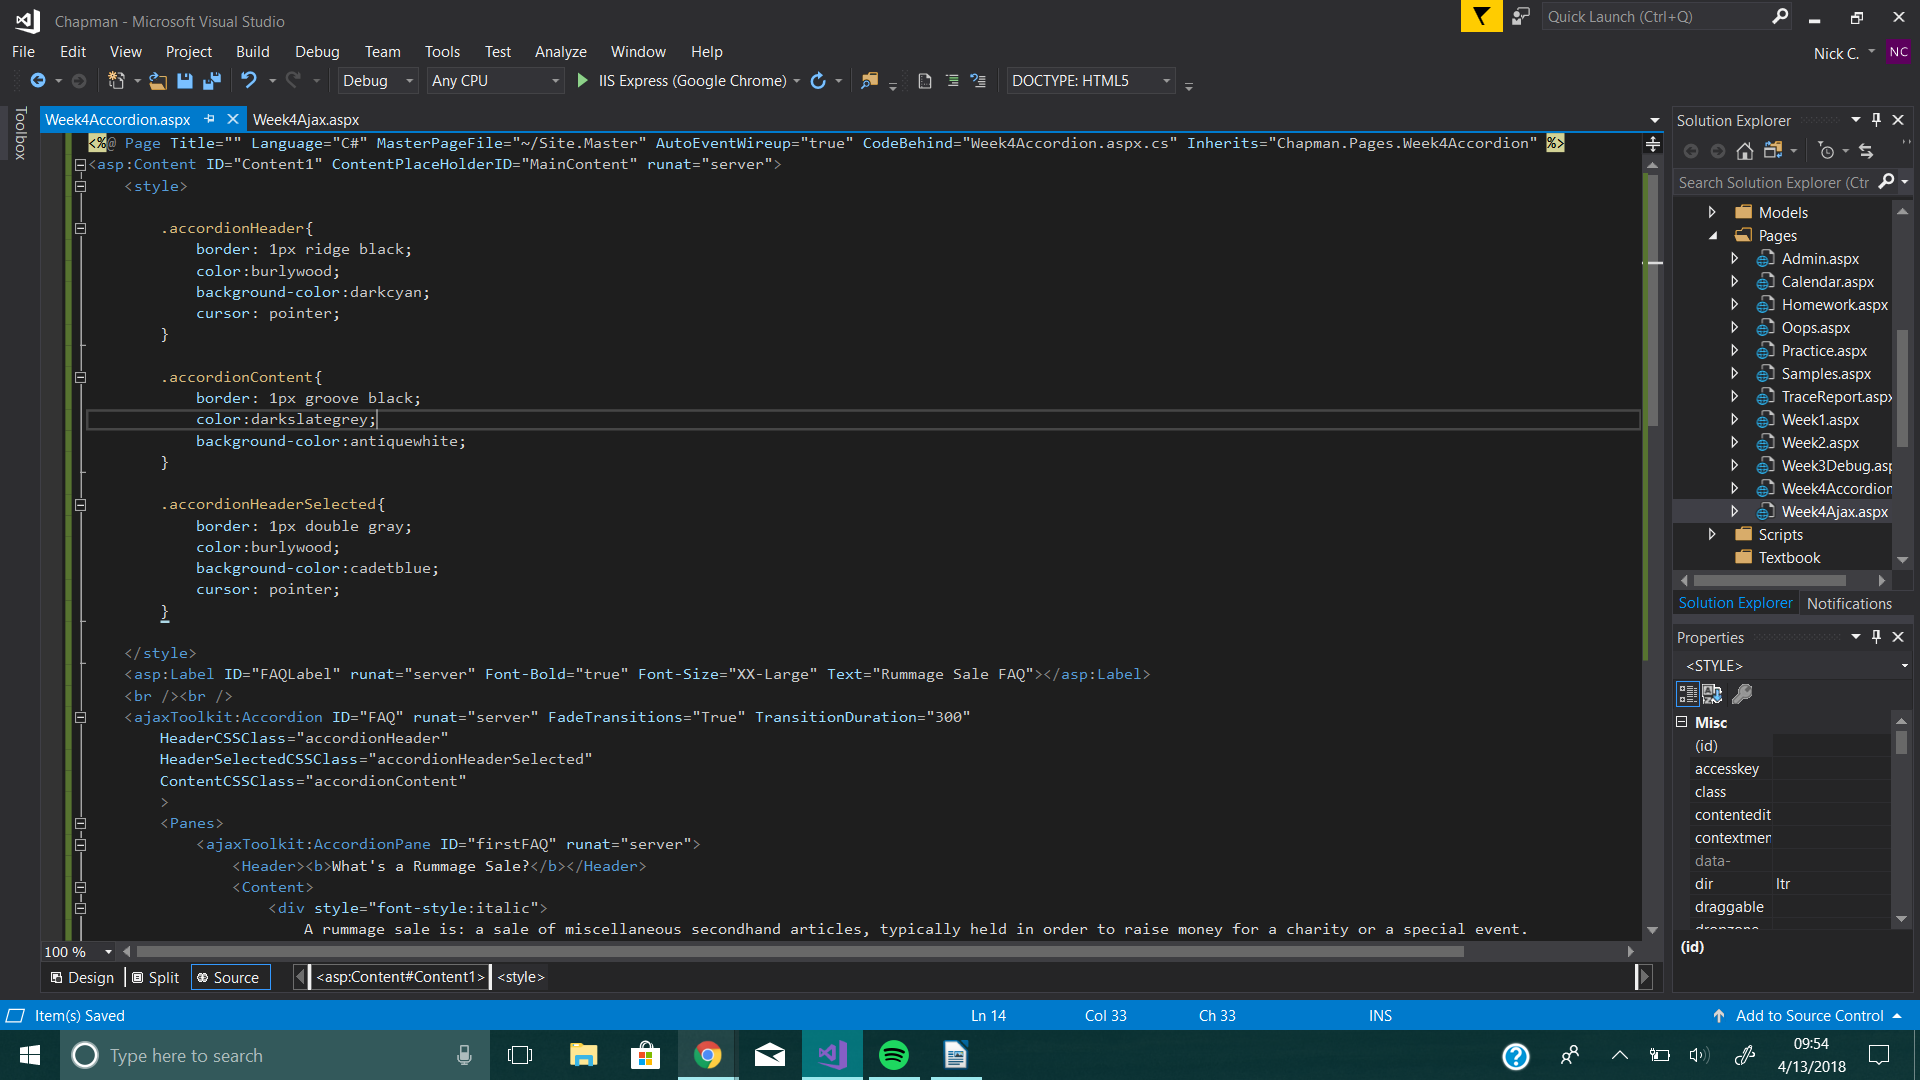 Chapman - Microsoft Visual Studio
Quick Launch (Ctrl+Q)
File Edit View Project Build Debug Team Tools Test Analyze Window Help
Nick C. NC
Debug Any CPU IIS Express (Google Chrome) DOCTYPE: HTML5
Toolbox
Week4Accordion.aspx Week4Ajax.aspx
<%@ Page Title="" Language="C#" MasterPageFile="~/Site.Master" AutoEventWireup="true" CodeBehind="Week4Accordion.aspx.cs" Inherits="Chapman.Pages.Week4Accordion" %>
<asp:Content ID="Content1" ContentPlaceHolderID="MainContent" runat="server">
<style>
.accordionHeader{
border: 1px ridge black;
color:burlywood;
background-color:darkcyan;
cursor: pointer;
}
.accordionContent{
border: 1px groove black;
color:darkslategrey;
background-color:antiquewhite;
}
.accordionHeaderSelected{
border: 1px double gray;
color:burlywood;
background-color:cadetblue;
cursor: pointer;
}
</style>
<asp:Label ID="FAQLabel" runat="server" Font-Bold="true" Font-Size="XX-Large" Text="Rummage Sale FAQ"></asp:Label>
<br /><br />
<ajaxToolkit:Accordion ID="FAQ" runat="server" FadeTransitions="True" TransitionDuration="300"
HeaderCSSClass="accordionHeader"
HeaderSelectedCSSClass="accordionHeaderSelected"
ContentCSSClass="accordionContent"
>
<Panes>
<ajaxToolkit:AccordionPane ID="firstFAQ" runat="server">
<Header><b>What's a Rummage Sale?</b></Header>
<Content>
<div style="font-style:italic">
A rummage sale is: a sale of miscellaneous secondhand articles, typically held in order to raise money for a charity or a special event.
100 %
Design Split Source <asp:Content#Content1> <style>
Solution Explorer
Search Solution Explorer (Ctr
Models
Pages
Admin.aspx
Calendar.aspx
Homework.aspx
Oops.aspx
Practice.aspx
Samples.aspx
TraceReport.aspx
Week1.aspx
Week2.aspx
Week3Debug.asp
Week4Accordion
Week4Ajax.aspx
Scripts
Textbook
Solution Explorer Notifications
Properties
<STYLE>
Misc
(id)
accesskey
class
contentedit
contextmen
data-
dir ltr
draggable
dropzone
(id)
Item(s) Saved Ln 14 Col 33 Ch 33 INS Add to Source Control
Type here to search
09:54
4/13/2018